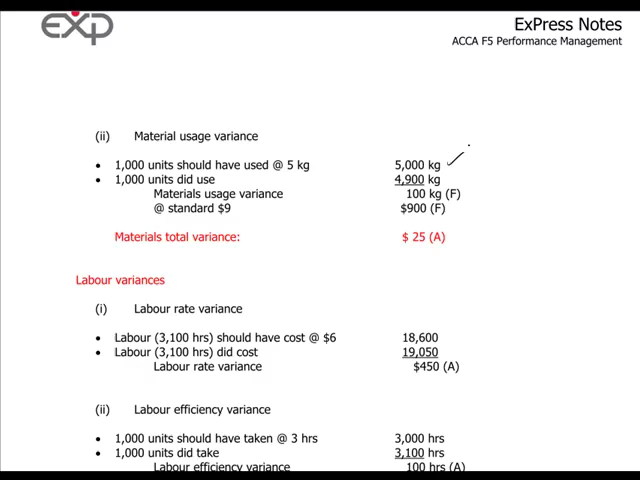 exp
ExPress Notes
ACCA F5 Performance Management
(ii) Material usage variance
• 1,000 units should have used @ 5 kg 5,000 kg
• 1,000 units did use 4,900 kg
Materials usage variance 100 kg (F)
@ standard $9 $900 (F)
Materials total variance: $ 25 (A)
Labour variances
(i) Labour rate variance
• Labour (3,100 hrs) should have cost @ $6 18,600
• Labour (3,100 hrs) did cost 19,050
Labour rate variance $450 (A)
(ii) Labour efficiency variance
• 1,000 units should have taken @ 3 hrs 3,000 hrs
• 1,000 units did take 3,100 hrs
Labour efficiency variance 100 hrs (A)